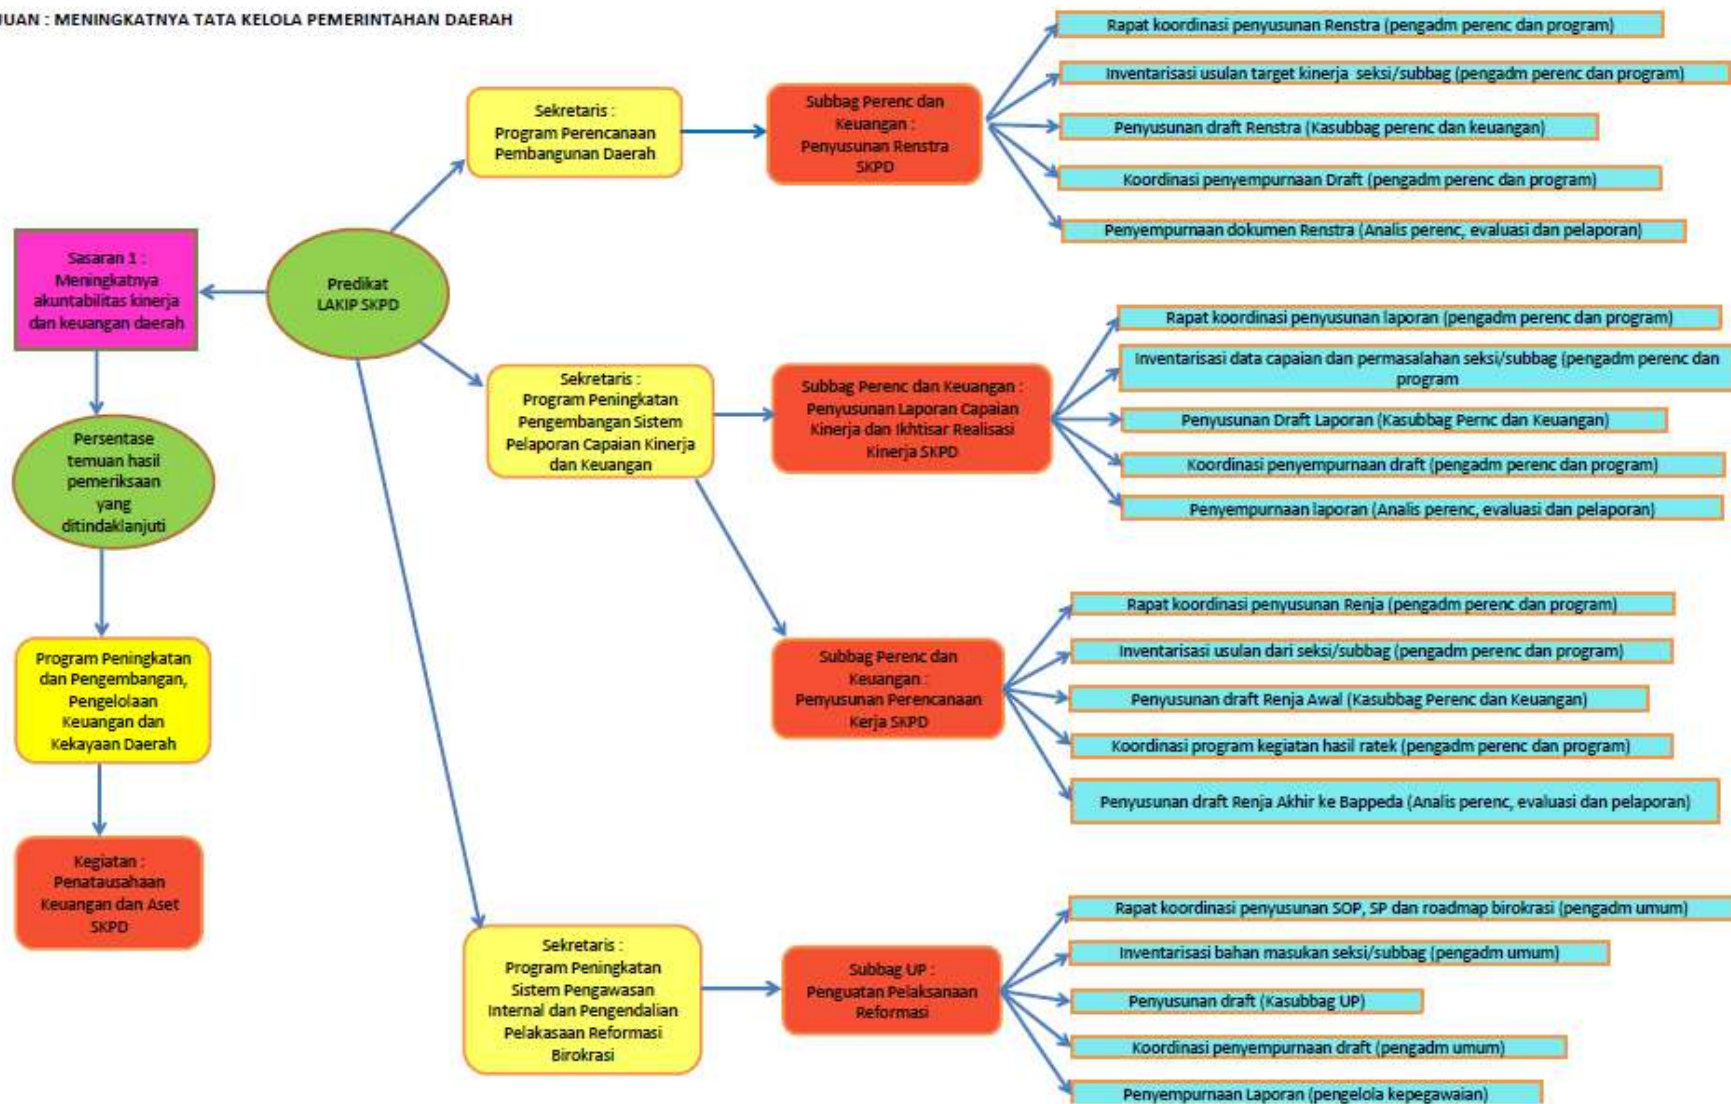 JUAN : MENINGKATNYA TATA KELOLA PEMERINTAHAN DAERAH
Sasaran 1 :
Meningkatnya
akuntabilitas kinerja
dan keuangan daerah
Persentase
temuan hasil
pemeriksaan
yang
ditindaklanjuti
Program Peningkatan
dan Pengembangan,
Pengelolaan
Keuangan dan
Kekayaan Daerah
Kegiatan :
Penatausahaan
Keuangan dan Aset
SKPD
Predikat
LAKIP SKPD
Sekretaris :
Program Perencanaan
Pembangunan Daerah
Subbag Perenc dan
Keuangan :
Penyusunan Renstra
SKPD
Rapat koordinasi penyusunan Renstra (pengadm perenc dan program)
Inventarisasi usulan target kinerja seksi/subbag (pengadm perenc dan program)
Penyusunan draft Renstra (Kasubbag perenc dan keuangan)
Koordinasi penyempurnaan Draft (pengadm perenc dan program)
Penyempurnaan dokumen Renstra (Analis perenc, evaluasi dan pelaporan)
Sekretaris :
Program Peningkatan
Pengembangan Sistem
Pelaporan Capaian Kinerja
dan Keuangan
Subbag Perenc dan Keuangan :
Penyusunan Laporan Capaian
Kinerja dan Ikhtisar Realisasi
Kinerja SKPD
Rapat koordinasi penyusunan laporan (pengadm perenc dan program)
Inventarisasi data capaian dan permasalahan seksi/subbag (pengadm perenc dan
program
Penyusunan Draft Laporan (Kasubbag Pernc dan Keuangan)
Koordinasi penyempurnaan draft (pengadm perenc dan program)
Penyempurnaan laporan (Analis perenc, evaluasi dan pelaporan)
Subbag Perenc dan
Keuangan :
Penyusunan Perencanaan
Kerja SKPD
Rapat koordinasi penyusunan Renja (pengadm perenc dan program)
Inventarisasi usulan dari seksi/subbag (pengadm perenc dan program)
Penyusunan draft Renja Awal (Kasubbag Perenc dan Keuangan)
Koordinasi program kegiatan hasil ratek (pengadm perenc dan program)
Penyusunan draft Renja Akhir ke Bappeda (Analis perenc, evaluasi dan pelaporan)
Sekretaris :
Program Peningkatan
Sistem Pengawasan
Internal dan Pengendalian
Pelakasaan Reformasi
Birokrasi
Subbag UP :
Penguatan Pelaksanaan
Reformasi
Rapat koordinasi penyusunan SOP, SP dan roadmap birokrasi (pengadm umum)
Inventarisasi bahan masukan seksi/subbag (pengadm umum)
Penyusunan draft (Kasubbag UP)
Koordinasi penyempurnaan draft (pengadm umum)
Penyempurnaan Laporan (pengelola kepegawaian)